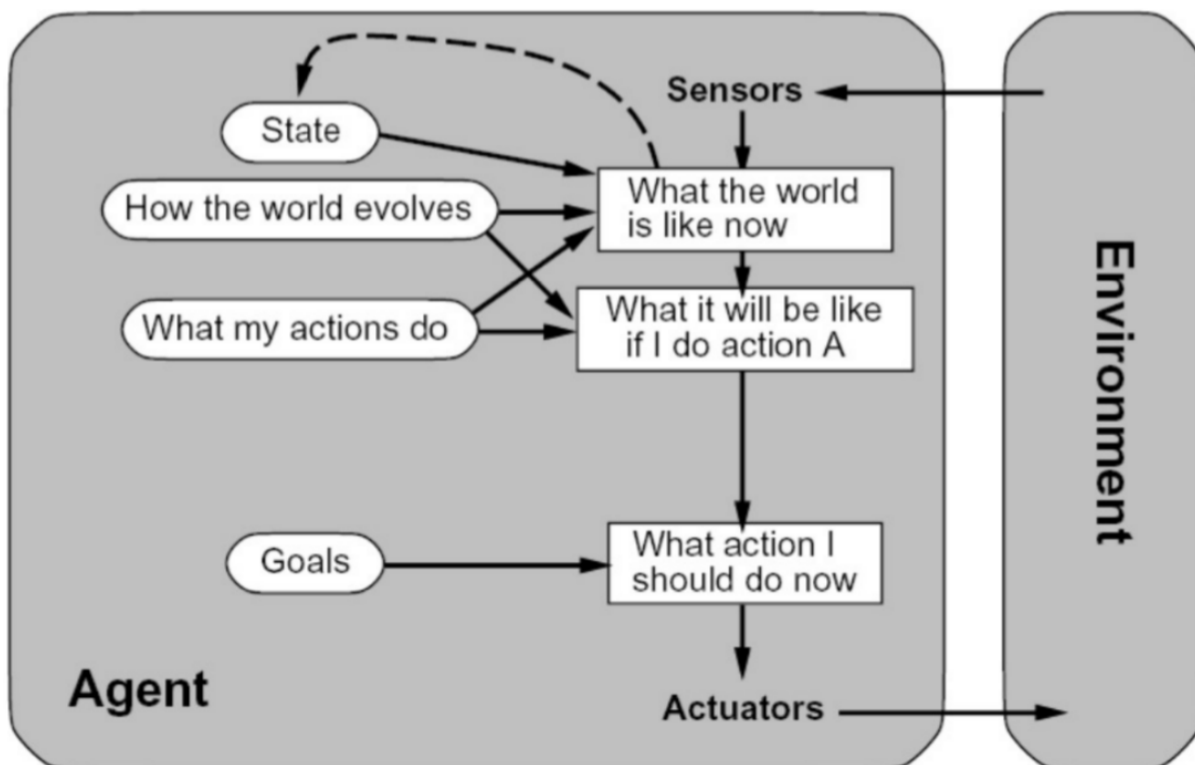 Sensors
State
What the world
is like now
How the world evolves
What it will be like
if I do action A
What my actions do
What action I
should do now
Goals
Agent
Actuators
Environment